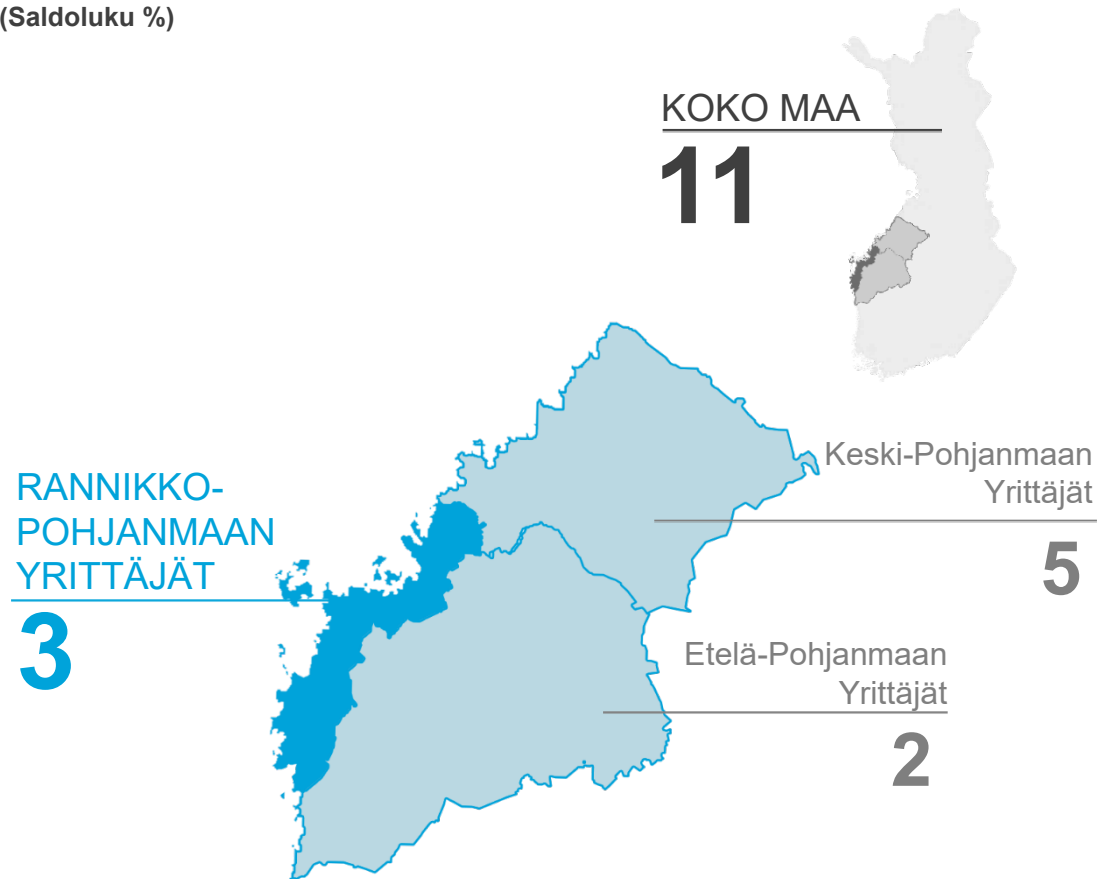 (Saldoluku %)
KOKO MAA
11
Keski-Pohjanmaan
Yrittäjät
5
RANNIKKO-
POHJANMAAN
YRITTÄJÄT
3
Etelä-Pohjanmaan
Yrittäjät
2